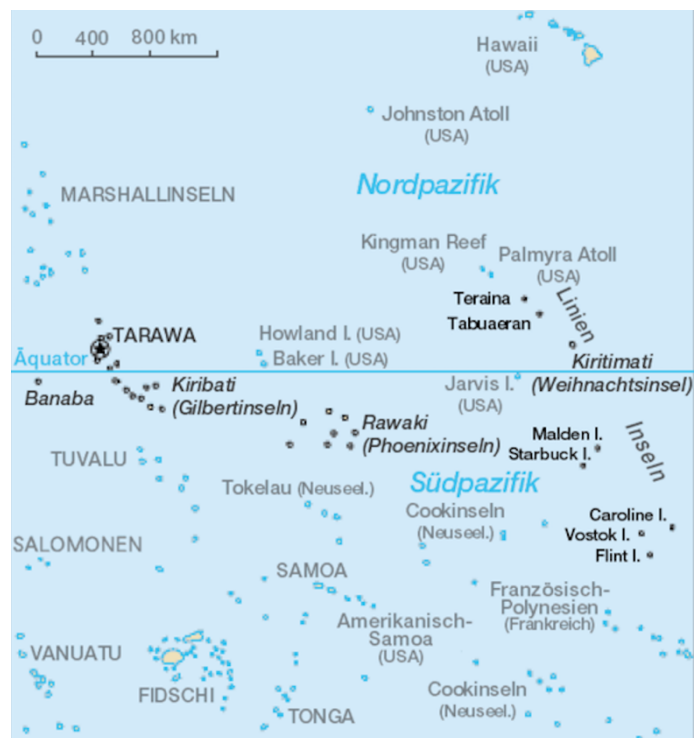 0 400 800 km
Hawaii
(USA)
Johnston Atoll
(USA)
Nordpazifik
MARSHALLINSELN
Kingman Reef
(USA)
Palmyra Atoll
(USA)
Teraina
Tabuaeran
Linien
TARAWA
Howland I. (USA)
Äquator
Baker I. (USA)
Kiritimati
(Weihnachtsinsel)
Jarvis I.
(USA)
Banaba
Kiribati
(Gilbertinseln)
Rawaki
(Phoenixinseln)
Malden I.
Starbuck I.
Inseln
TUVALU
Südpazifik
Tokelau (Neuseel.)
Cookinseln
(Neuseel.)
Caroline I.
Vostok I.
Flint I.
SALOMONEN
SAMOA
Französisch-
Polynesien
(Frankreich)
Amerikanisch-
Samoa
(USA)
VANUATU
FIDSCHI
Cookinseln
(Neuseel.)
TONGA